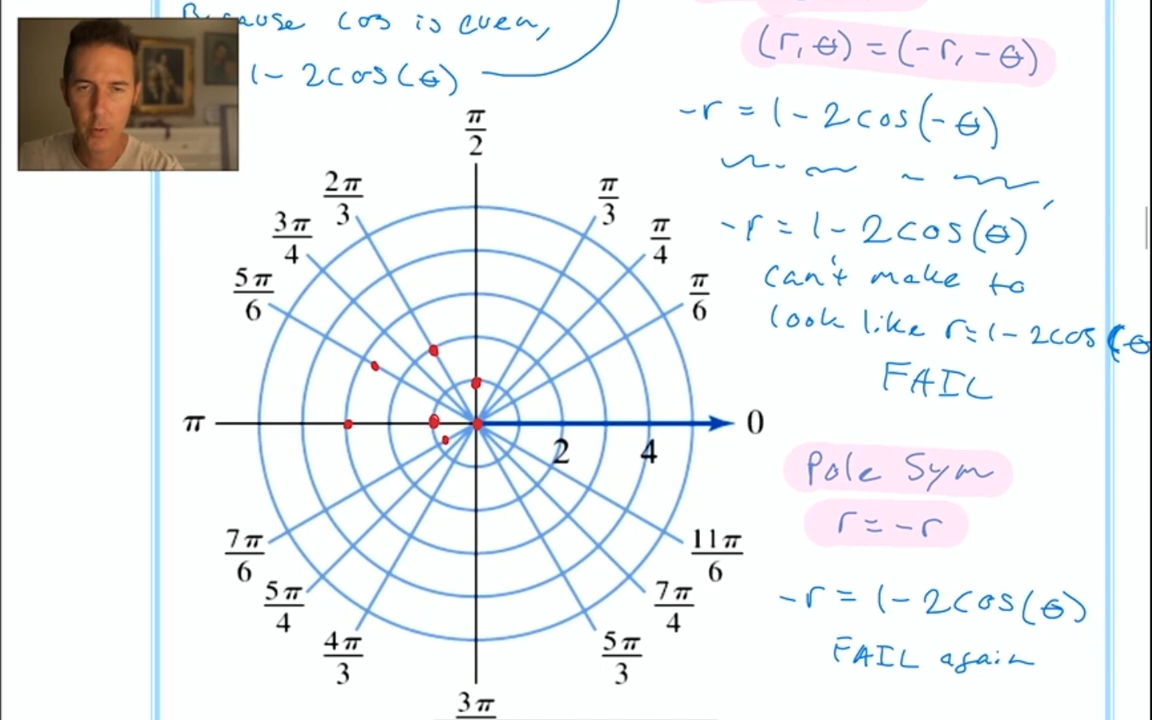 Because cos is even,
1 - 2cos(θ)
(r, θ) = (-r, -θ)
-r = 1 - 2cos(-θ)
-r = 1 - 2cos(θ)
can't make to
look like r = 1 - 2cos(θ
FAIL
Pole Sym
r = -r
-r = 1 - 2cos(θ)
FAIL again
π/2
2π/3
π/3
3π/4
π/4
5π/6
π/6
π
0
2 4
7π/6
11π/6
5π/4
7π/4
4π/3
5π/3
3π